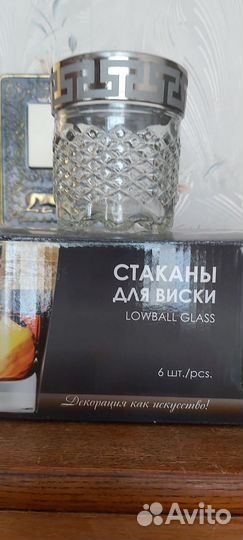 СТАКАНЫ
ДЛЯ ВИСКИ
LOWBALL GLASS
6 шт./pcs.
Декорация как искусство!
Avito